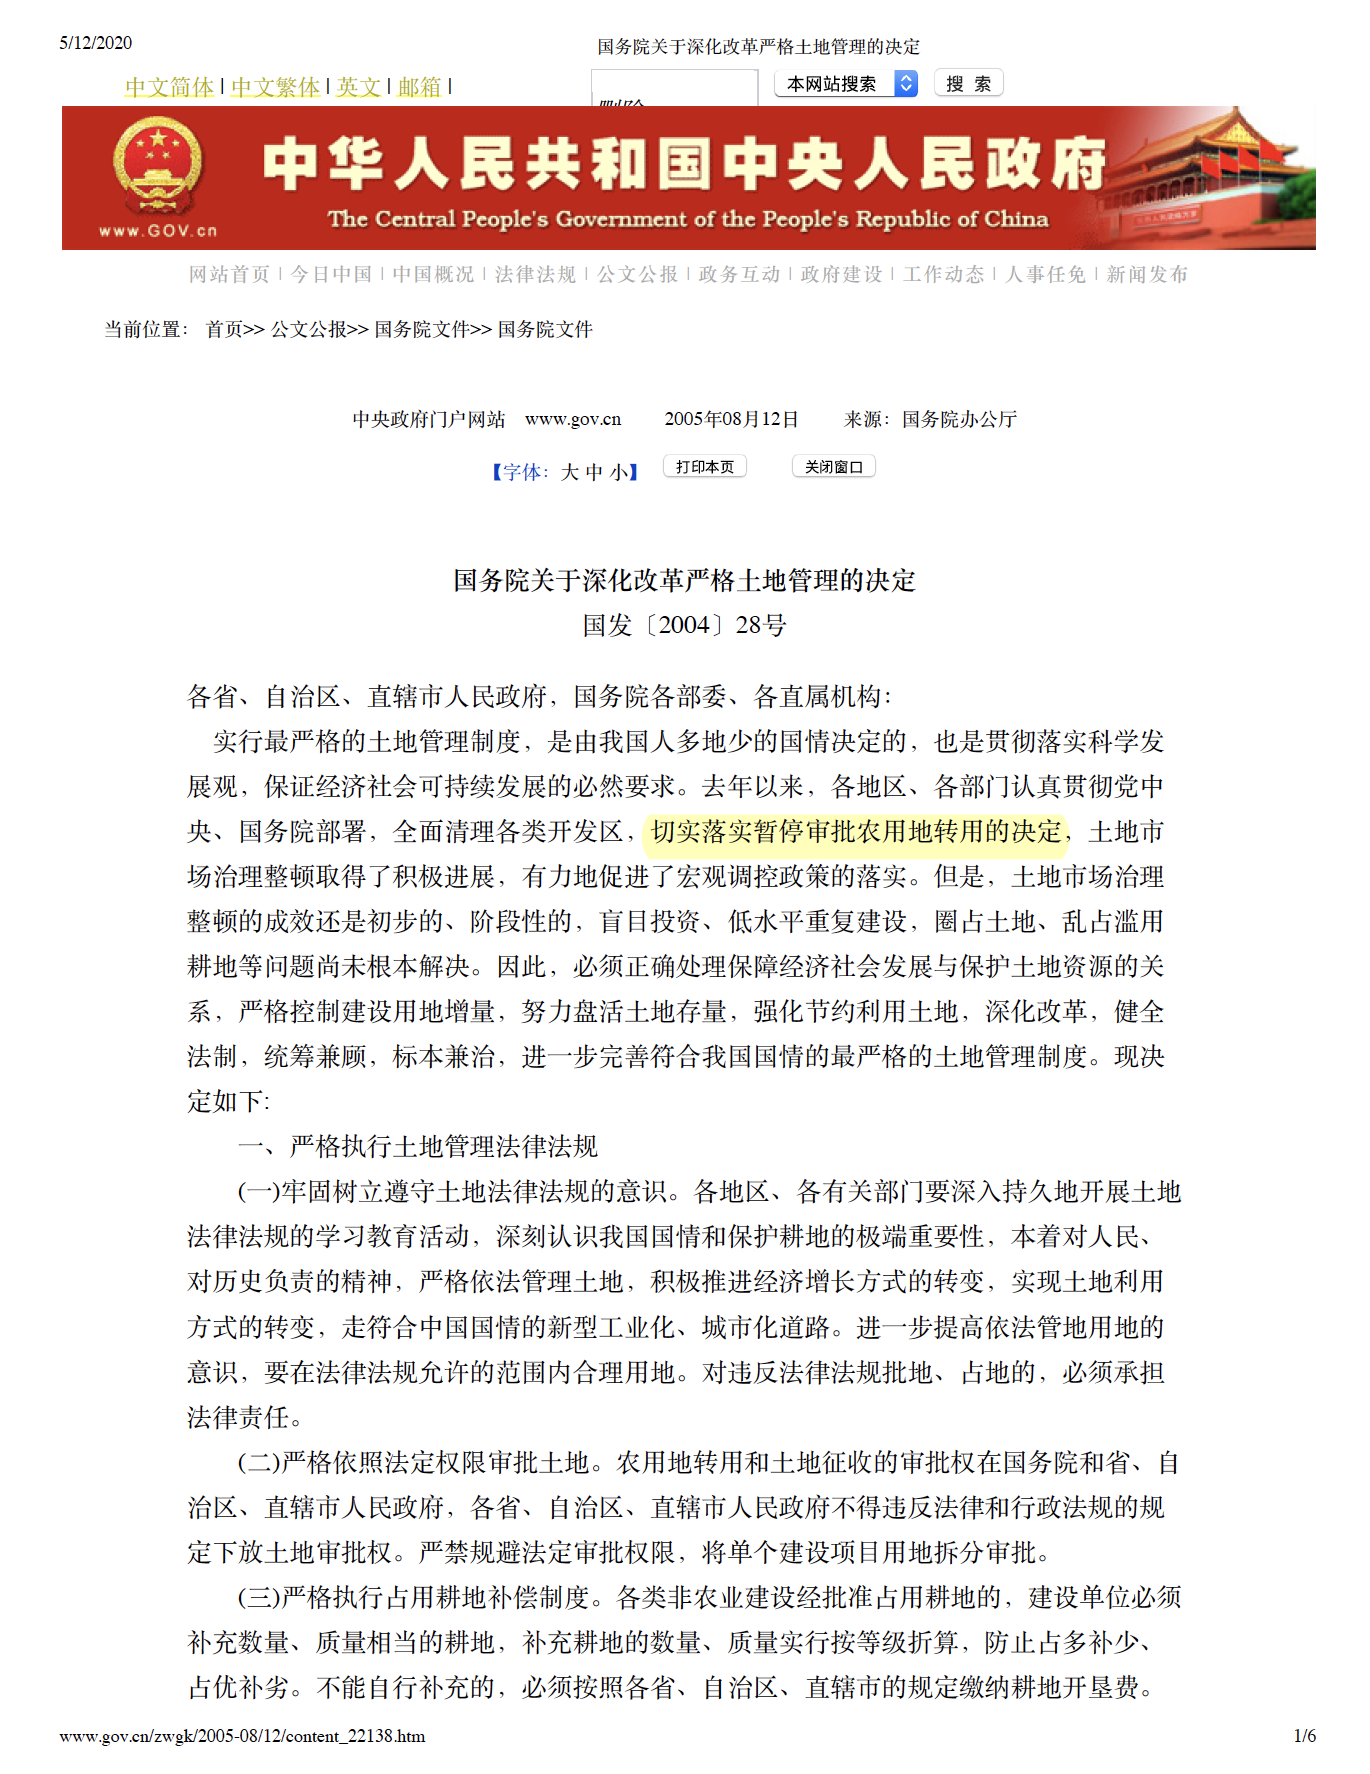 5/12/2020 国务院关于深化改革严格土地管理的决定
中文简体 | 中文繁体 | 英文 | 邮箱 |
本网站搜索 搜 索
中华人民共和国中央人民政府
The Central People's Government of the People's Republic of China
www.GOV.cn
网站首页 | 今日中国 | 中国概况 | 法律法规 | 公文公报 | 政务互动 | 政府建设 | 工作动态 | 人事任免 | 新闻发布
当前位置： 首页>> 公文公报>> 国务院文件>> 国务院文件
中央政府门户网站 www.gov.cn 2005年08月12日 来源：国务院办公厅
【字体：大 中 小】 打印本页 关闭窗口
国务院关于深化改革严格土地管理的决定
国发〔2004〕28号
各省、自治区、直辖市人民政府，国务院各部委、各直属机构：
实行最严格的土地管理制度，是由我国人多地少的国情决定的，也是贯彻落实科学发
展观，保证经济社会可持续发展的必然要求。去年以来，各地区、各部门认真贯彻党中
央、国务院部署，全面清理各类开发区，切实落实暂停审批农用地转用的决定，土地市
场治理整顿取得了积极进展，有力地促进了宏观调控政策的落实。但是，土地市场治理
整顿的成效还是初步的、阶段性的，盲目投资、低水平重复建设，圈占土地、乱占滥用
耕地等问题尚未根本解决。因此，必须正确处理保障经济社会发展与保护土地资源的关
系，严格控制建设用地增量，努力盘活土地存量，强化节约利用土地，深化改革，健全
法制，统筹兼顾，标本兼治，进一步完善符合我国国情的最严格的土地管理制度。现决
定如下:
一、严格执行土地管理法律法规
(一)牢固树立遵守土地法律法规的意识。各地区、各有关部门要深入持久地开展土地
法律法规的学习教育活动，深刻认识我国国情和保护耕地的极端重要性，本着对人民、
对历史负责的精神，严格依法管理土地，积极推进经济增长方式的转变，实现土地利用
方式的转变，走符合中国国情的新型工业化、城市化道路。进一步提高依法管地用地的
意识，要在法律法规允许的范围内合理用地。对违反法律法规批地、占地的，必须承担
法律责任。
(二)严格依照法定权限审批土地。农用地转用和土地征收的审批权在国务院和省、自
治区、直辖市人民政府，各省、自治区、直辖市人民政府不得违反法律和行政法规的规
定下放土地审批权。严禁规避法定审批权限，将单个建设项目用地拆分审批。
(三)严格执行占用耕地补偿制度。各类非农业建设经批准占用耕地的，建设单位必须
补充数量、质量相当的耕地，补充耕地的数量、质量实行按等级折算，防止占多补少、
占优补劣。不能自行补充的，必须按照各省、自治区、直辖市的规定缴纳耕地开垦费。
www.gov.cn/zwgk/2005-08/12/content_22138.htm 1/6